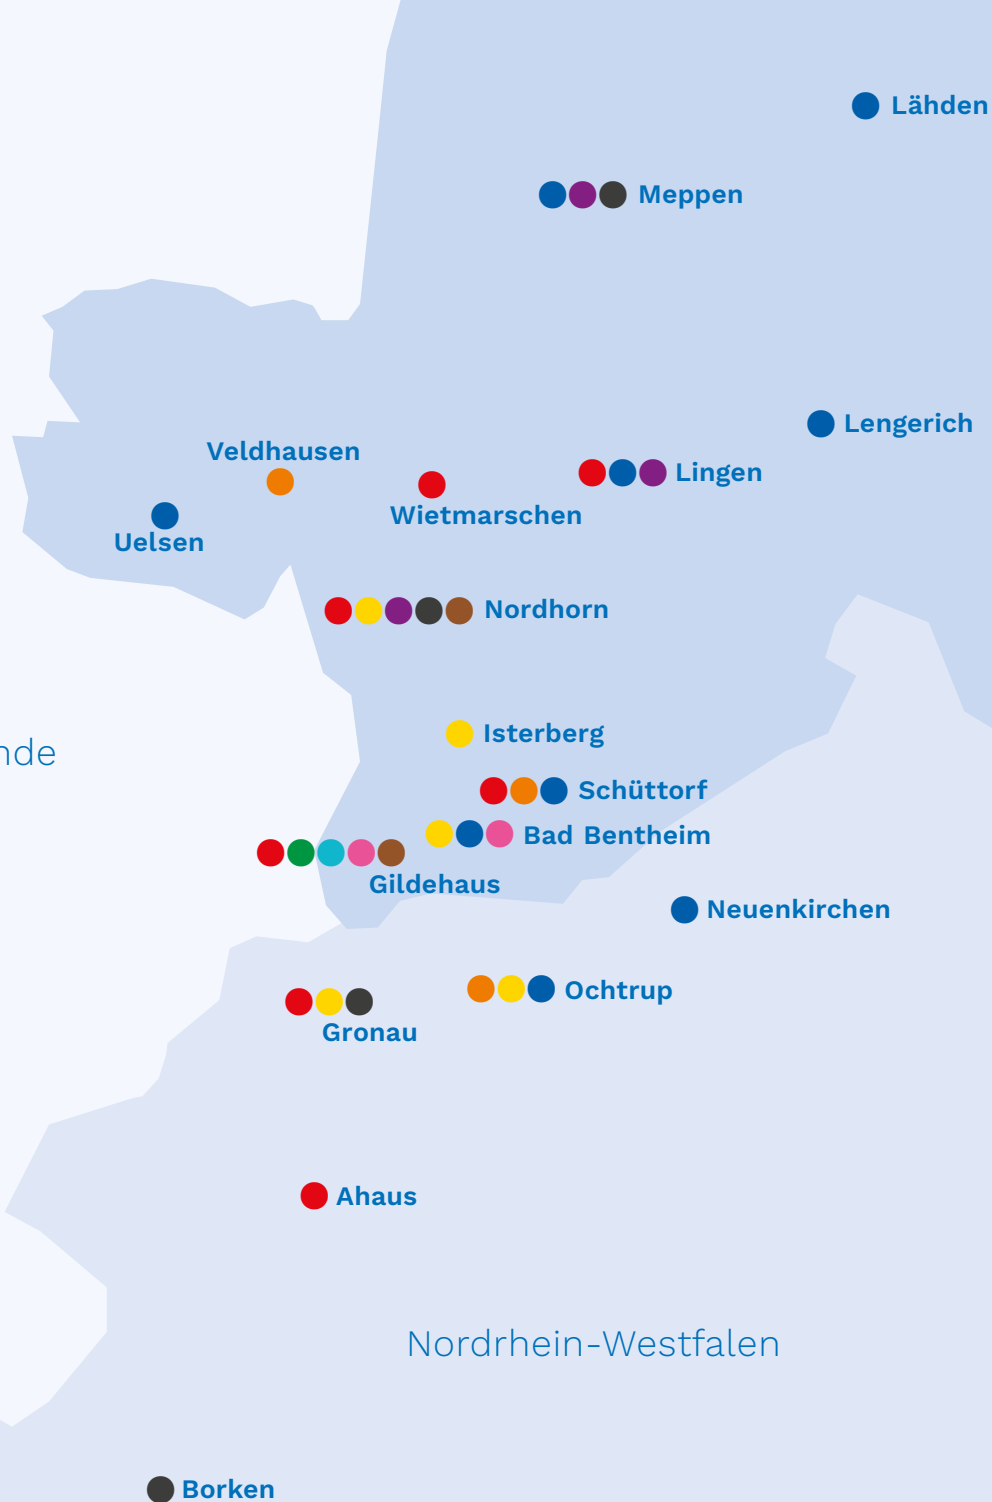 Lähden
Meppen
Lengerich
Veldhausen
Lingen
Wietmarschen
Uelsen
Nordhorn
Isterberg
nde
Schüttorf
Bad Bentheim
Gildehaus
Neuenkirchen
Ochtrup
Gronau
Ahaus
Nordrhein-Westfalen
Borken